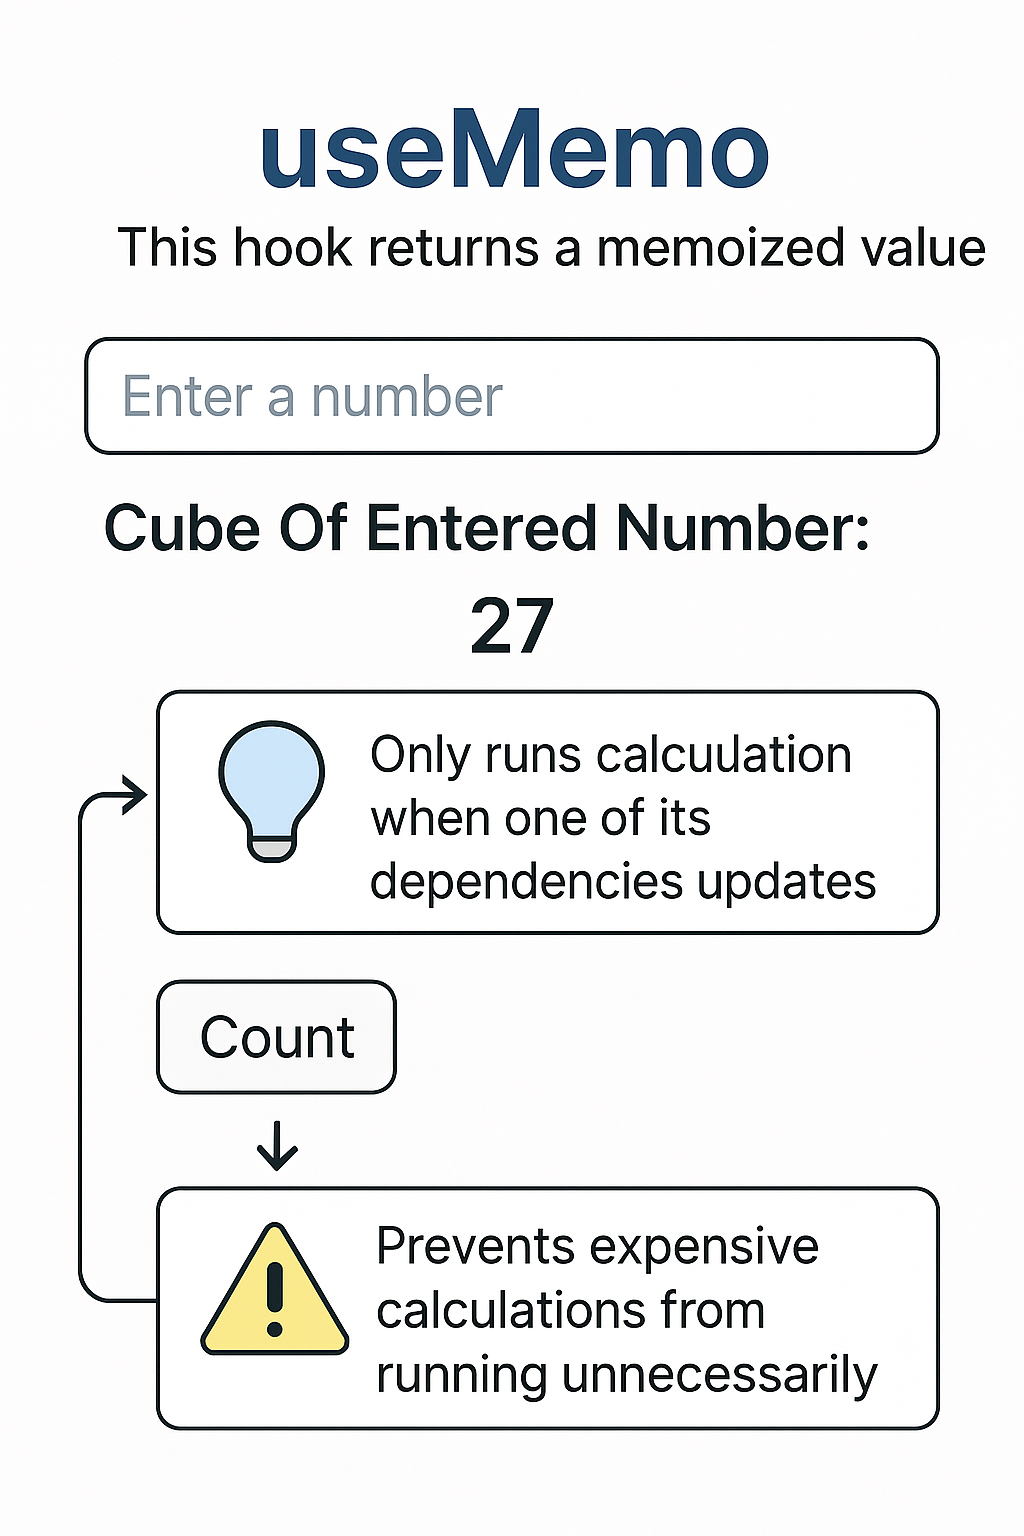 useMemo
This hook returns a memoized value
Enter a number
Cube Of Entered Number:
27
Only runs calcuulation
when one of its
dependencies updates
Count
Prevents expensive
calculations from
running unnecessarily